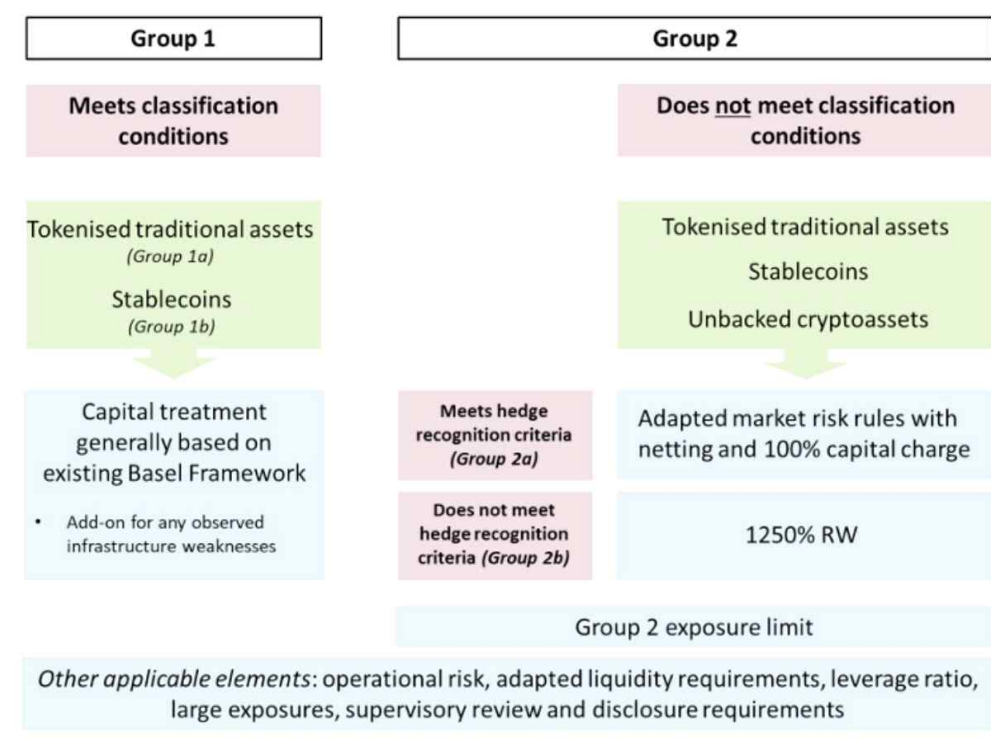 Group 1
Group 2
Meets classification
conditions
Does not meet classification
conditions
Tokenised traditional assets
(Group 1a)
Stablecoins
(Group 1b)
Tokenised traditional assets
Stablecoins
Unbacked cryptoassets
Capital treatment
generally based on
existing Basel Framework
• Add-on for any observed
infrastructure weaknesses
Meets hedge
recognition criteria
(Group 2a)
Adapted market risk rules with
netting and 100% capital charge
Does not meet
hedge recognition
criteria (Group 2b)
1250% RW
Group 2 exposure limit
Other applicable elements: operational risk, adapted liquidity requirements, leverage ratio,
large exposures, supervisory review and disclosure requirements